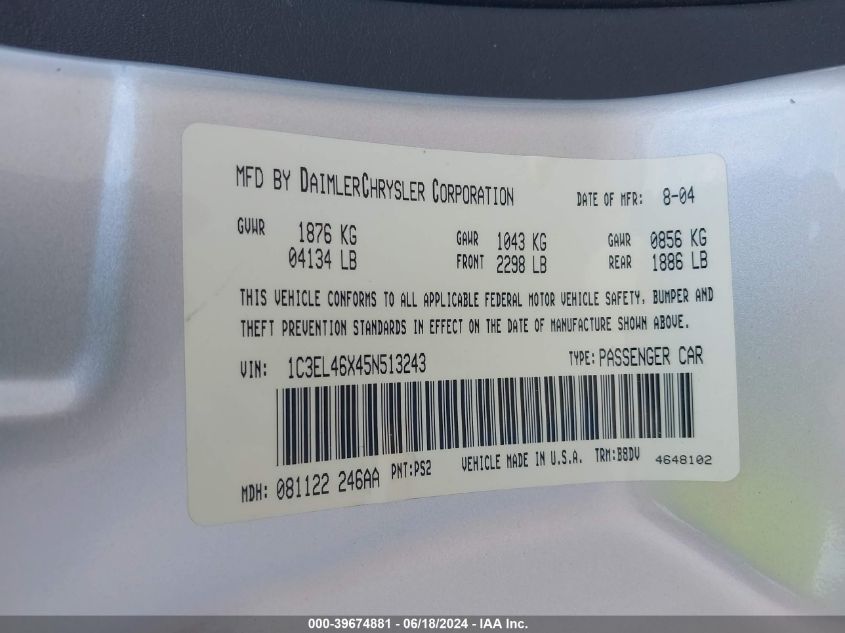 MFD BY DAIMLERCHRYSLER CORPORATION DATE OF MFR: 8-04
GVWR 1876 KG GAWR 1043 KG GAWR 0856 KG
04134 LB FRONT 2298 LB REAR 1886 LB
THIS VEHICLE CONFORMS TO ALL APPLICABLE FEDERAL MOTOR VEHICLE SAFETY, BUMPER AND
THEFT PREVENTION STANDARDS IN EFFECT ON THE DATE OF MANUFACTURE SHOWN ABOVE.
VIN: 1C3EL46X45N513243 TYPE: PASSENGER CAR
MDH: 081122 246AA PNT:PS2 VEHICLE MADE IN U.S.A. TRM:B8DV 4648102
000-39674881 - 06/18/2024 - IAA Inc.